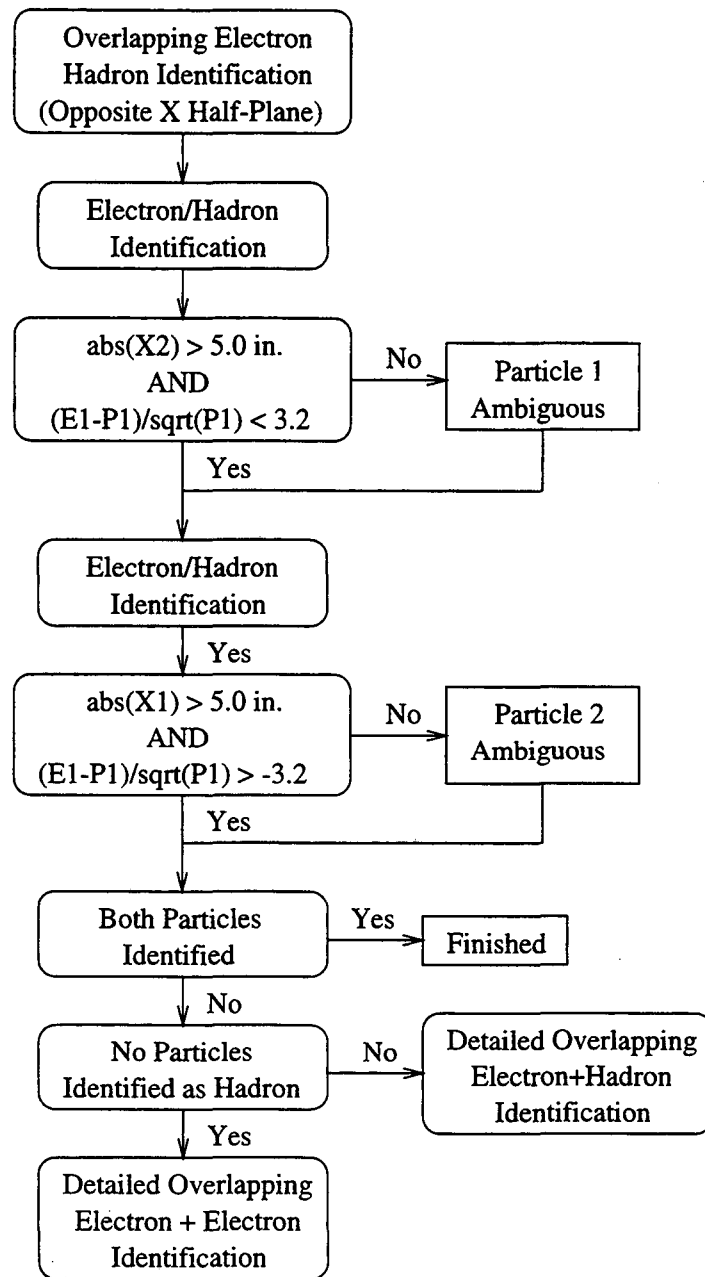 Overlapping Electron
Hadron Identification
(Opposite X Half-Plane)
Electron/Hadron
Identification
abs(X2) > 5.0 in.
AND
(E1-P1)/sqrt(P1) < 3.2
No
Particle 1
Ambiguous
Yes
Electron/Hadron
Identification
Yes
abs(X1) > 5.0 in.
AND
(E1-P1)/sqrt(P1) > -3.2
No
Particle 2
Ambiguous
Yes
Both Particles
Identified
Yes
Finished
No
No Particles
Identified as Hadron
No
Detailed Overlapping
Electron+Hadron
Identification
Yes
Detailed Overlapping
Electron + Electron
Identification